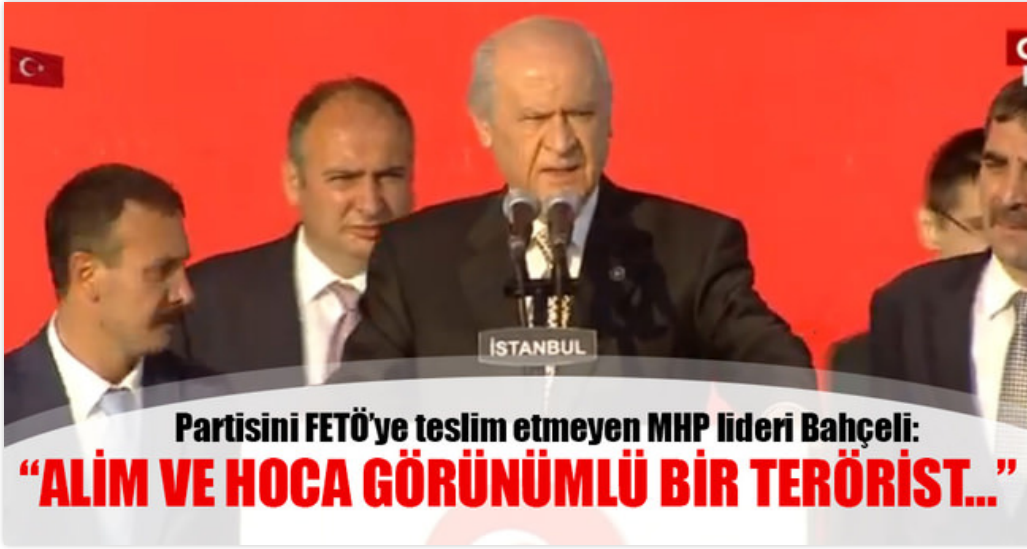 İSTANBUL
Partisini FETÖ'ye teslim etmeyen MHP lideri Bahçeli:
“ALİM VE HOCA GÖRÜNÜMLÜ BİR TERÖRİST...”